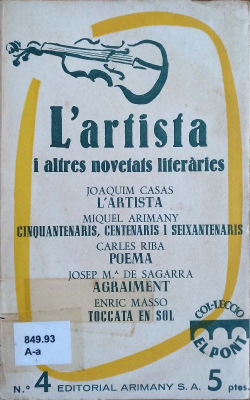 L'artista
i altres novetats literàries
JOAQUIM CASAS
L'ARTISTA
MIQUEL ARIMANY
CINQUANTENARIS, CENTENARIS I SEIXANTENARIS
CARLES RIBA
POEMA
JOSEP M.ª DE SAGARRA
AGRAÏMENT
ENRIC MASSO
TOCCATA EN SOL
COL·LECCIÓ
EL PONT
849.93
A-a
N.º 4 EDITORIAL ARIMANY S. A. 5 ptes.